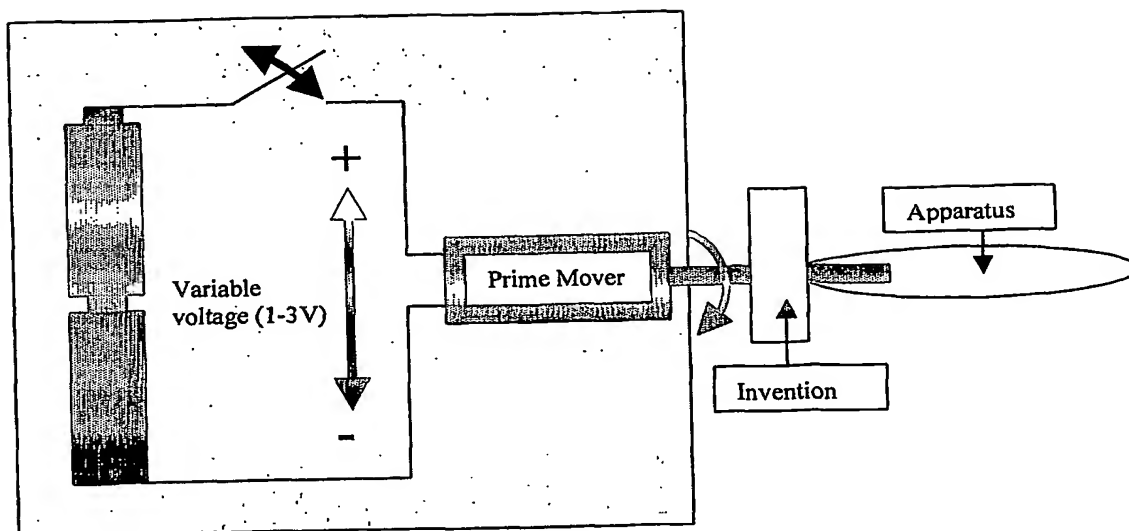 +
Variable
voltage (1-3V)
-
Prime Mover
Invention
Apparatus